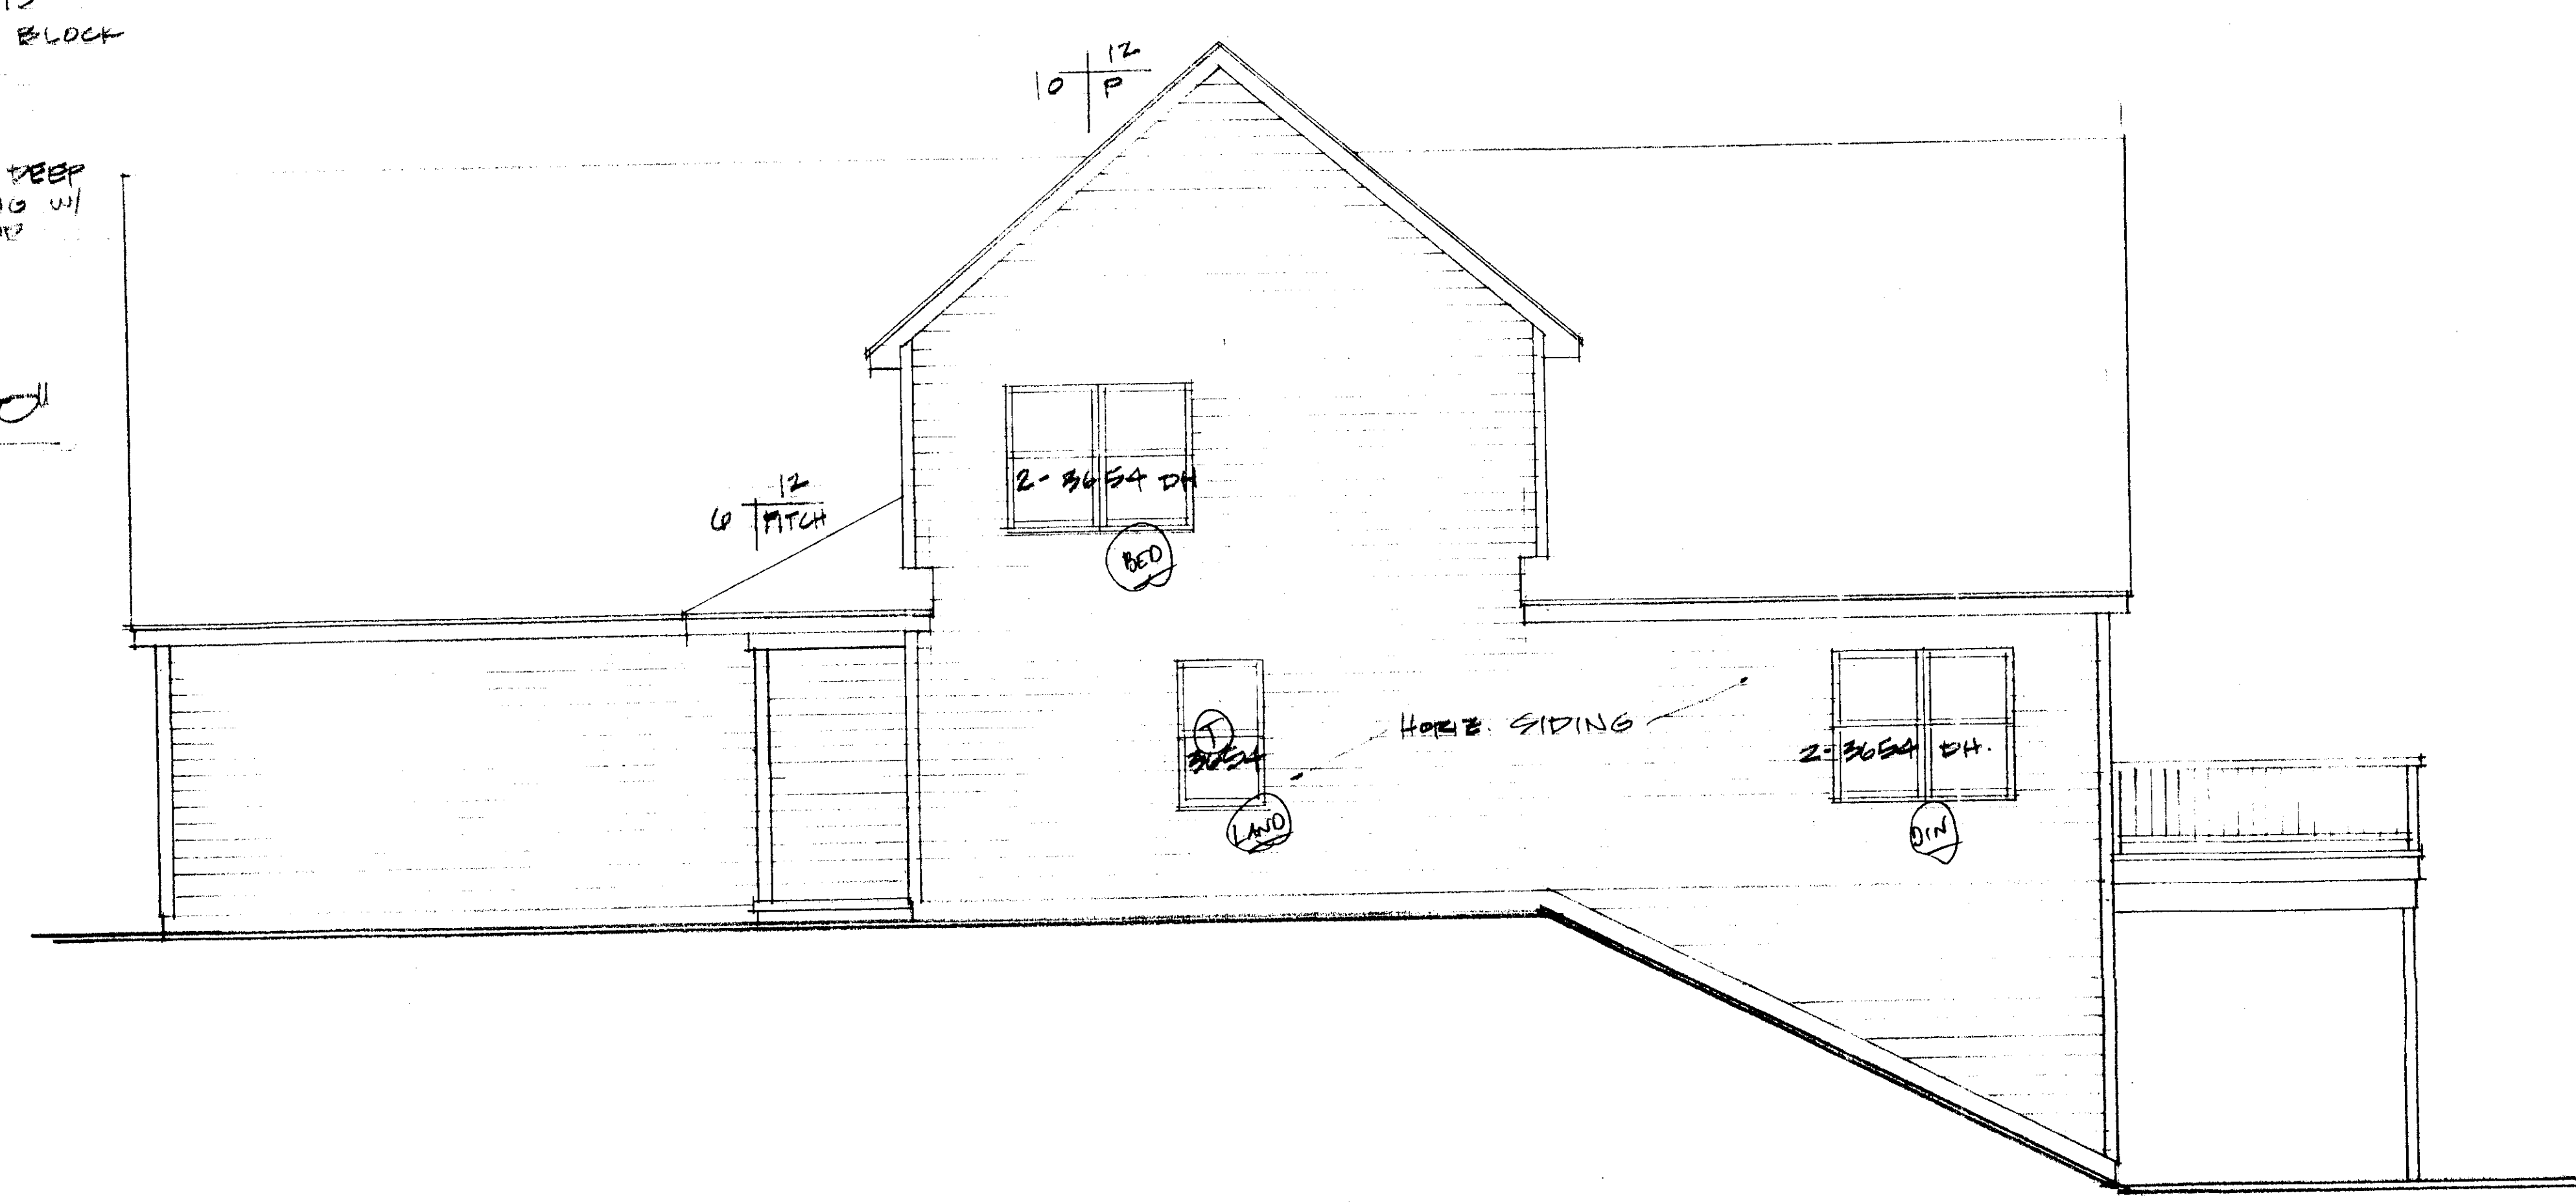 BLOCK
12
10 P
DEEP
W/
12
6 PITCH
2-3654 DH
BED
T
3654
LAND
HORIZ. SIDING
2-3654 DH.
DIN